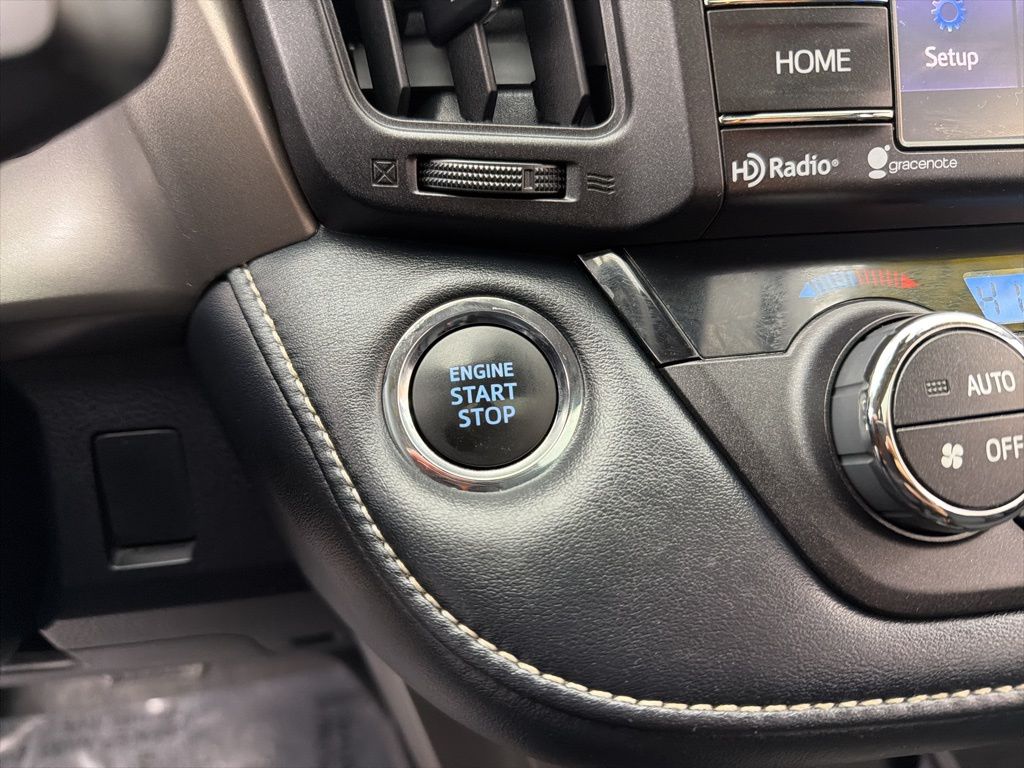 HOME
Setup
HD Radio®
gracenote
ENGINE
START
STOP
AUTO
OFF